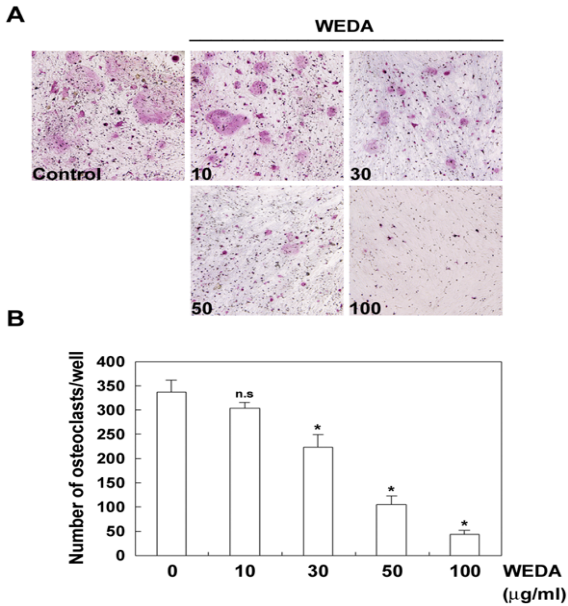 A
WEDA
Control
10
30
50
100
B
Number of osteoclasts/well
400
350
300
250
200
150
100
50
0
n.s
*
*
*
0 10 30 50 100 WEDA
(μg/ml)